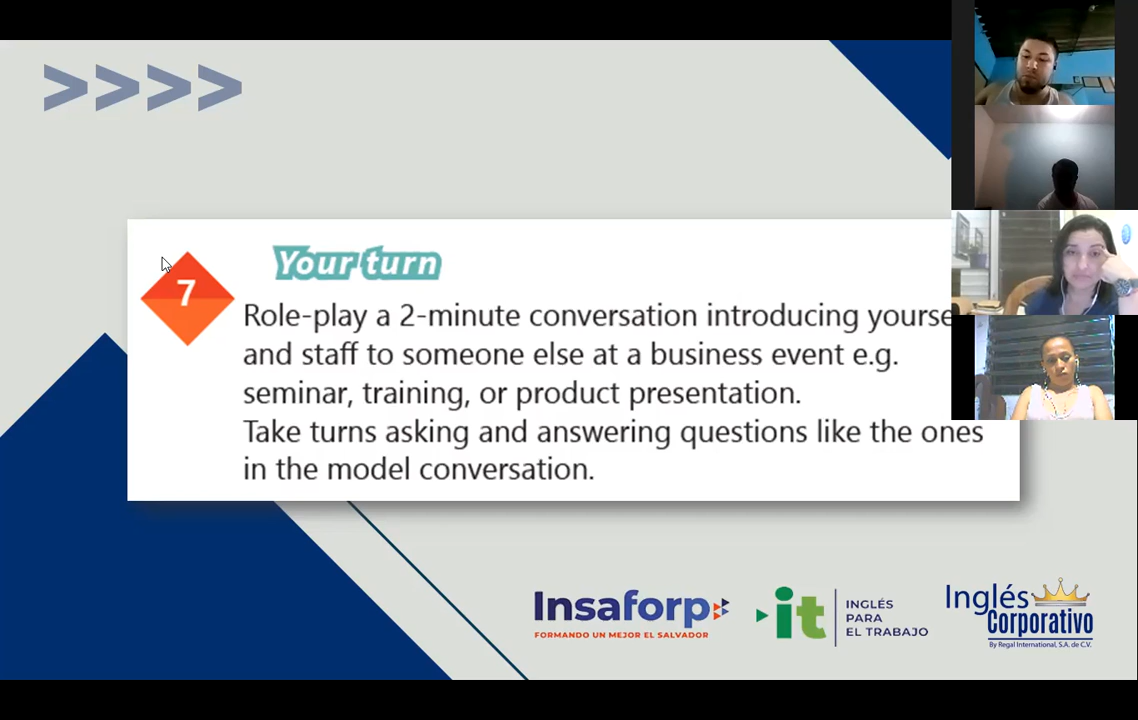 >>>>
7
Your turn
Role-play a 2-minute conversation introducing yourse
and staff to someone else at a business event e.g.
seminar, training, or product presentation.
Take turns asking and answering questions like the ones
in the model conversation.
Insaforp
FORMANDO UN MEJOR EL SALVADOR
it
INGLÉS
PARA
EL TRABAJO
Inglés
Corporativo
By Regal International, S.A. de C.V.